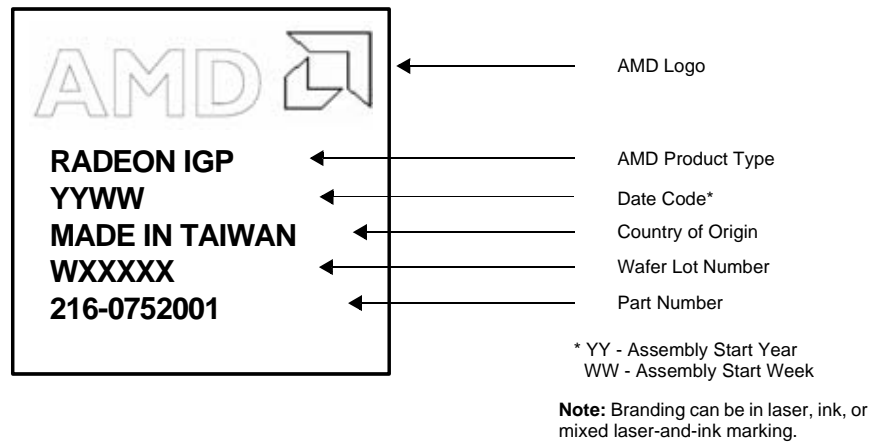 AMD
AMD Logo
RADEON IGP
AMD Product Type
YYWW
Date Code*
MADE IN TAIWAN
Country of Origin
WXXXXX
Wafer Lot Number
216-0752001
Part Number
* YY - Assembly Start Year
WW - Assembly Start Week
Note: Branding can be in laser, ink, or
mixed laser-and-ink marking.